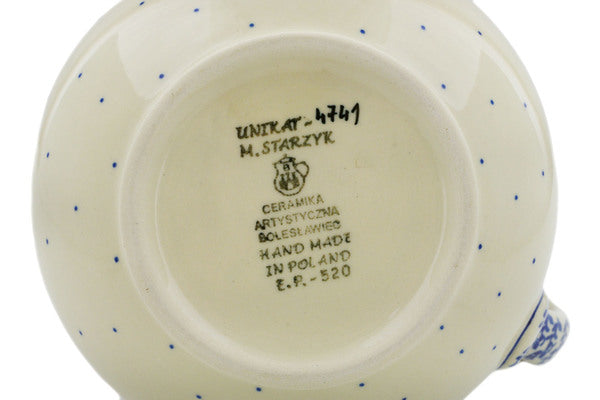 UNIKAT-4741
M. STARZYK
CERAMIKA
ARTYSTYCZNA
BOLESŁAWIEC
HAND MADE
IN POLAND
E.P.-520